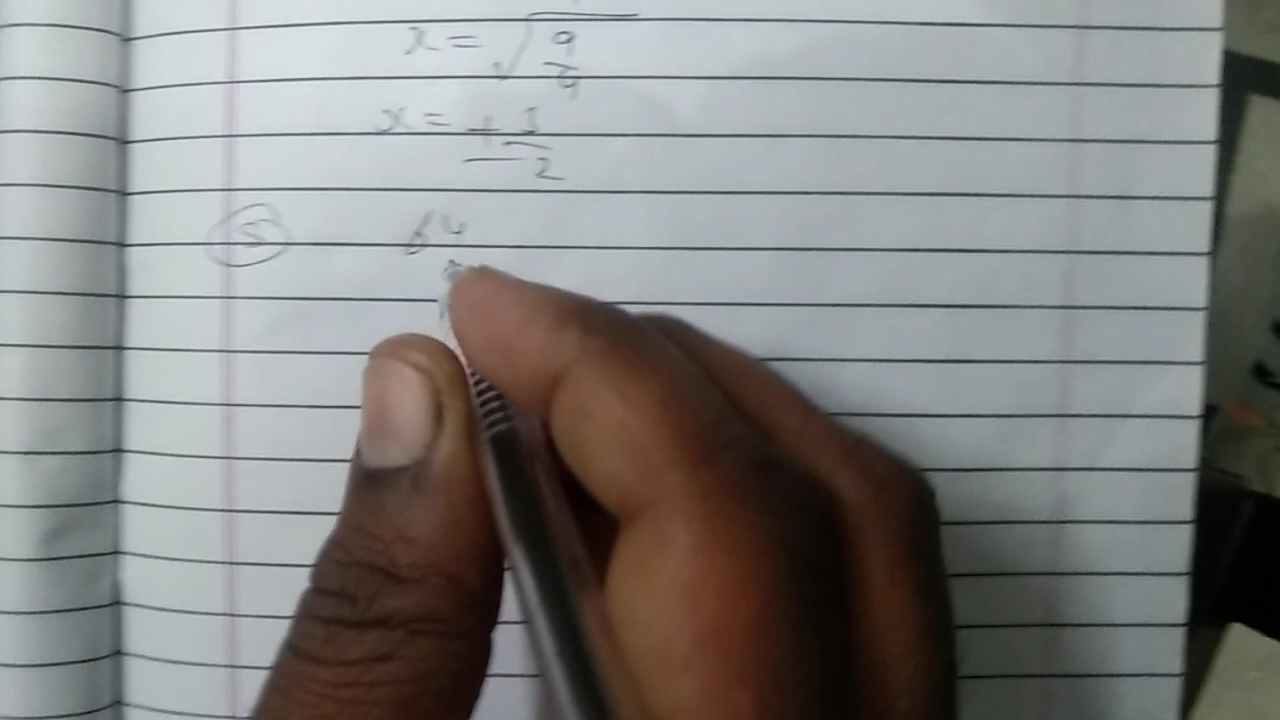 x = √9/4
x = ± 3/2
(5) 64